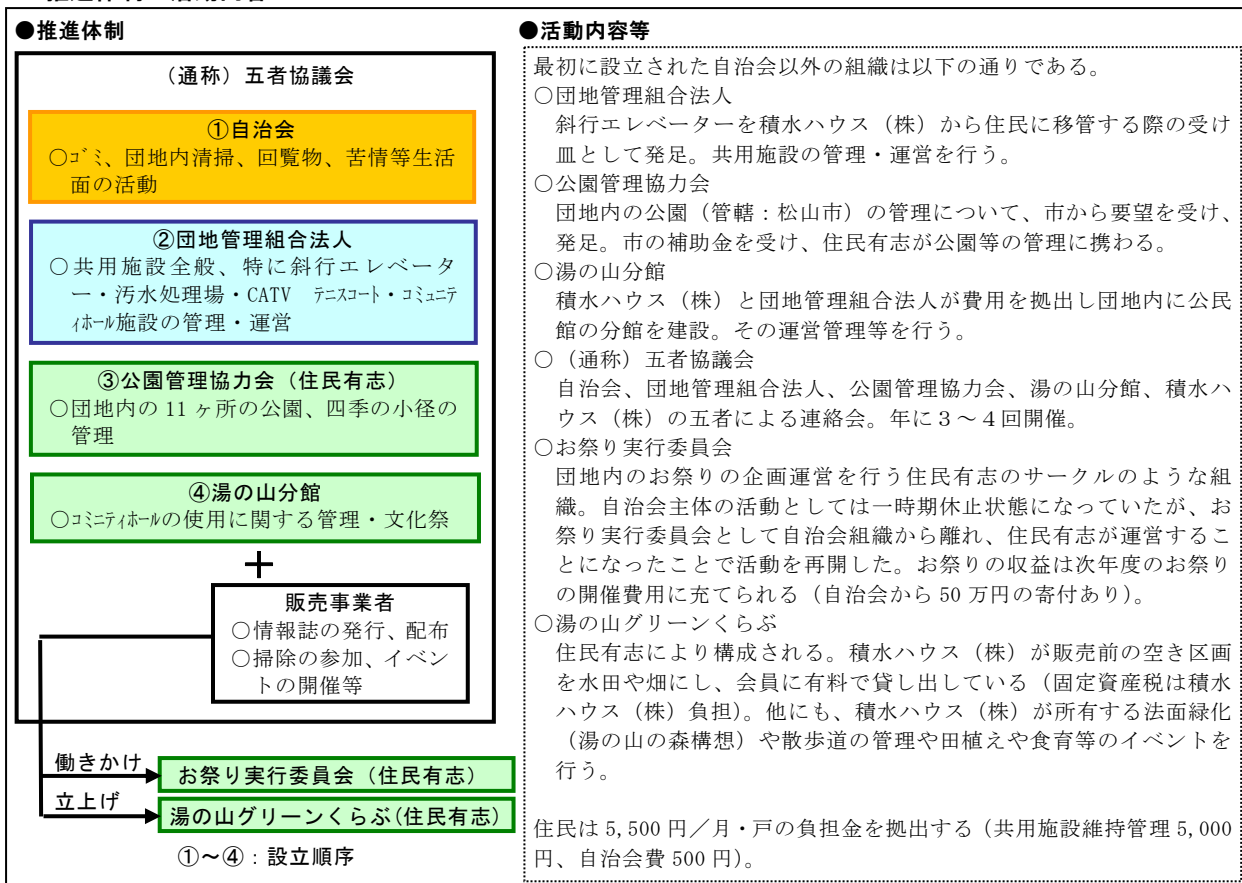 ●推進体制
(通称)五者協議会
①自治会
○ゴミ、団地内清掃、回覧物、苦情等生活
面の活動
②団地管理組合法人
○共用施設全般、特に斜行エレベータ
ー・汚水処理場・CATV ﾃﾆｽｺｰﾄ・ｺﾐｭﾆﾃ
ｨﾎｰﾙ施設の管理・運営
③公園管理協力会(住民有志)
○団地内の 11 ヶ所の公園、四季の小径の
管理
④湯の山分館
○ｺﾐﾆﾃｨﾎｰﾙの使用に関する管理・文化祭
+
販売事業者
○情報誌の発行、配布
○掃除の参加、イベン
トの開催等
働きかけ
お祭り実行委員会(住民有志)
立上げ
湯の山グリーンくらぶ(住民有志)
①~④:設立順序
●活動内容等
最初に設立された自治会以外の組織は以下の通りである。
○団地管理組合法人
斜行エレベーターを積水ハウス(株)から住民に移管する際の受け
皿として発足。共用施設の管理・運営を行う。
○公園管理協力会
団地内の公園(管轄:松山市)の管理について、市から要望を受け、
発足。市の補助金を受け、住民有志が公園等の管理に携わる。
○湯の山分館
積水ハウス(株)と団地管理組合法人が費用を拠出し団地内に公民
館の分館を建設。その運営管理等を行う。
○(通称)五者協議会
自治会、団地管理組合法人、公園管理協力会、湯の山分館、積水ハ
ウス(株)の五者による連絡会。年に3~4回開催。
○お祭り実行委員会
団地内のお祭りの企画運営を行う住民有志のサークルのような組
織。自治会主体の活動としては一時期休止状態になっていたが、お
祭り実行委員会として自治会組織から離れ、住民有志が運営するこ
とになったことで活動を再開した。お祭りの収益は次年度のお祭り
の開催費用に充てられる(自治会から 50 万円の寄付あり)。
○湯の山グリーンくらぶ
住民有志により構成される。積水ハウス(株)が販売前の空き区画
を水田や畑にし、会員に有料で貸し出している(固定資産税は積水
ハウス(株)負担)。他にも、積水ハウス(株)が所有する法面緑化
(湯の山の森構想)や散歩道の管理や田植えや食育等のイベントを
行う。
住民は 5,500 円/月・戸の負担金を拠出する(共用施設維持管理 5,000
円、自治会費 500 円)。